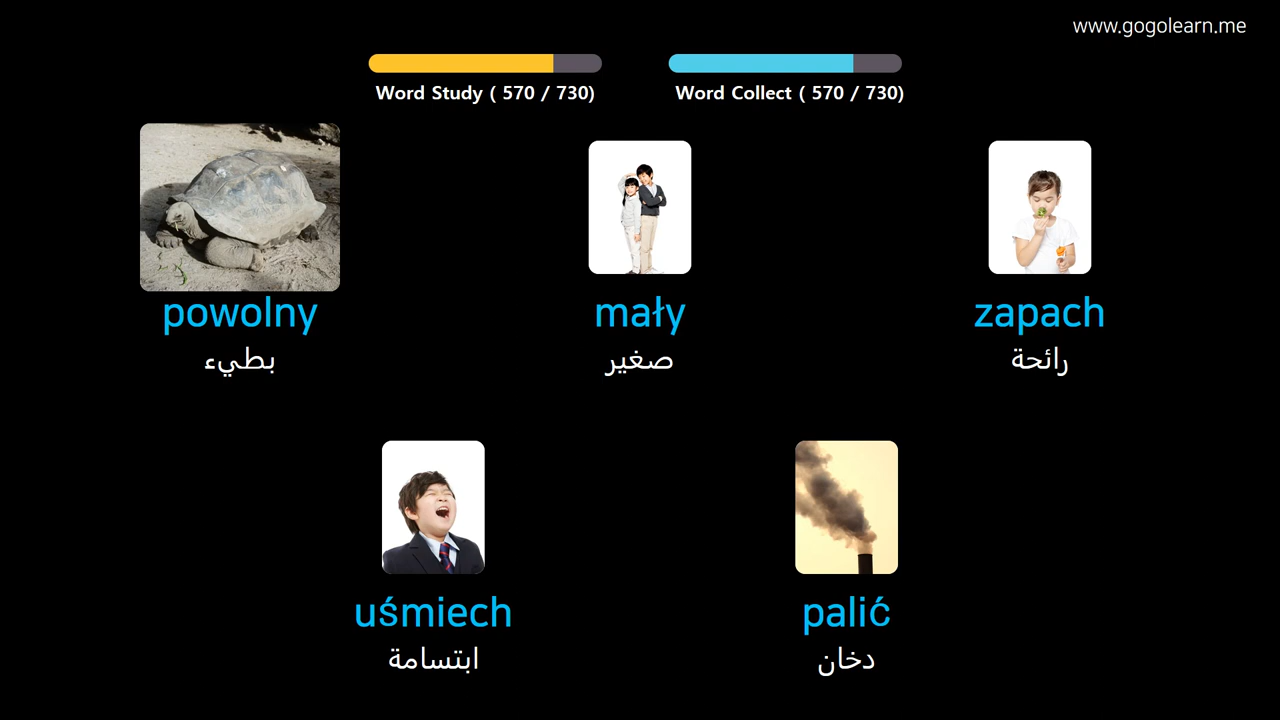 www.gogolearn.me
Word Study ( 570 / 730)
Word Collect ( 570 / 730)
powolny
بطيء
mały
صغير
zapach
رائحة
uśmiech
ابتسامة
palić
دخان